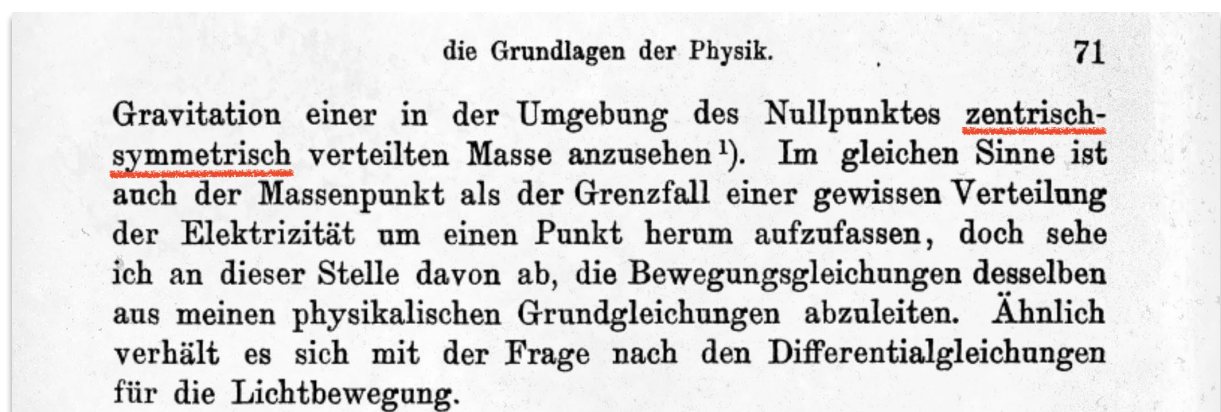 die Grundlagen der Physik. 71
Gravitation einer in der Umgebung des Nullpunktes zentrisch-
symmetrisch verteilten Masse anzusehen¹). Im gleichen Sinne ist
auch der Massenpunkt als der Grenzfall einer gewissen Verteilung
der Elektrizität um einen Punkt herum aufzufassen, doch sehe
ich an dieser Stelle davon ab, die Bewegungsgleichungen desselben
aus meinen physikalischen Grundgleichungen abzuleiten. Ähnlich
verhält es sich mit der Frage nach den Differentialgleichungen
für die Lichtbewegung.